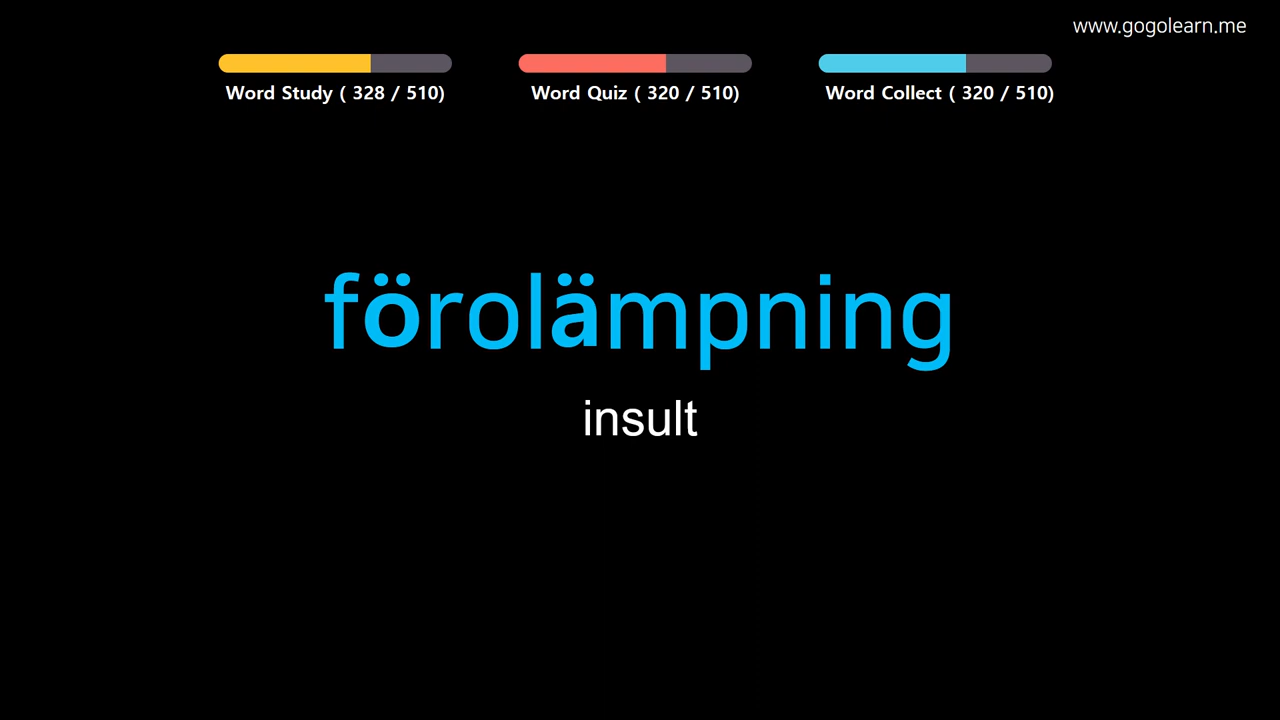 www.gogolearn.me
Word Study ( 328 / 510)
Word Quiz ( 320 / 510)
Word Collect ( 320 / 510)
förolämpning
insult